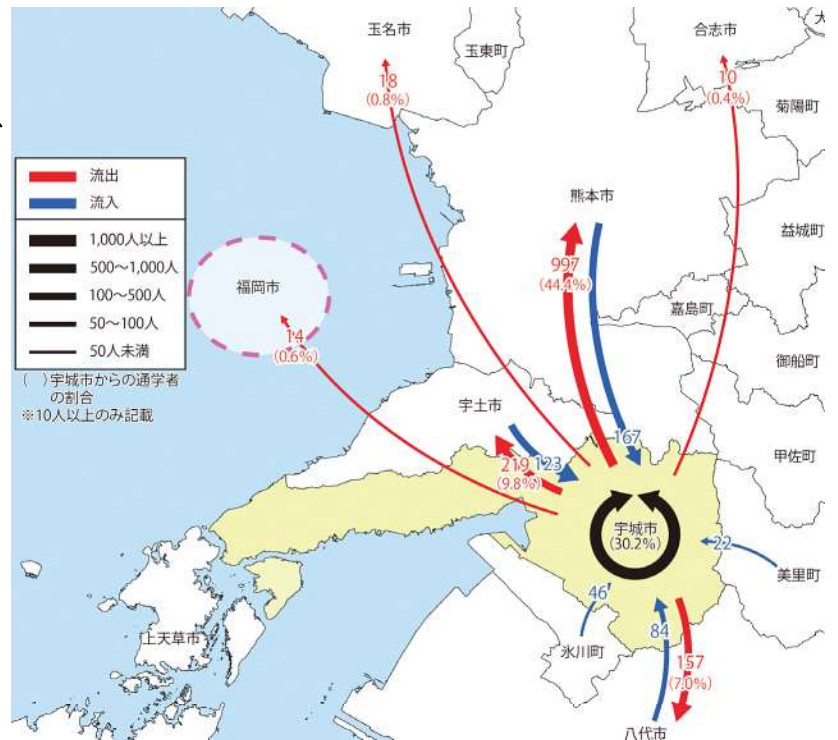 玉名市
玉東町
合志市
18
(0.8%)
10
(0.4%)
菊陽町
流出
流入
1,000人以上
500～1,000人
100～500人
50～100人
50人未満
( )宇城市からの通学者
の割合
※10人以上のみ記載
熊本市
益城町
997
(44.4%)
福岡市
嘉島町
14
(0.6%)
御船町
宇土市
167
123
219
(9.8%)
甲佐町
宇城市
(30.2%)
22
美里町
46
84
上天草市
氷川町
157
(7.0%)
八代市